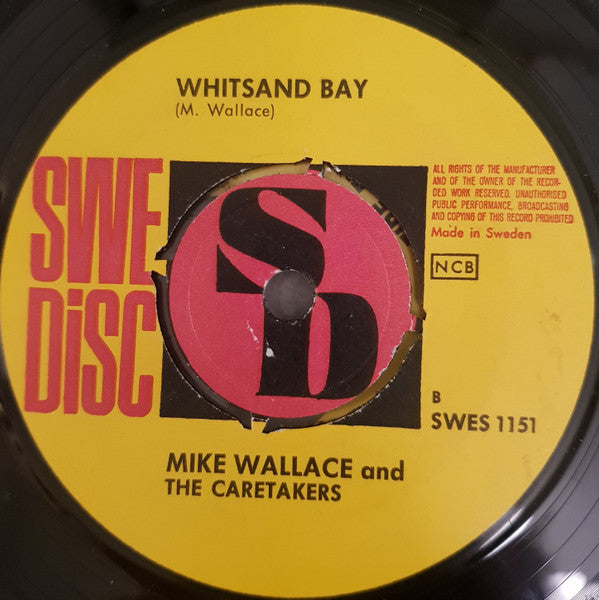 WHITSAND BAY
(M. Wallace)
SWE
DiSC
SD
ALL RIGHTS OF THE MANUFACTURER
AND OF THE OWNER OF THE RECOR-
DED WORK RESERVED. UNAUTHORISED
PUBLIC PERFORMANCE, BROADCASTING
AND COPYING OF THIS RECORD PROHIBITED
Made in Sweden
NCB
B
SWES 1151
MIKE WALLACE and
THE CARETAKERS